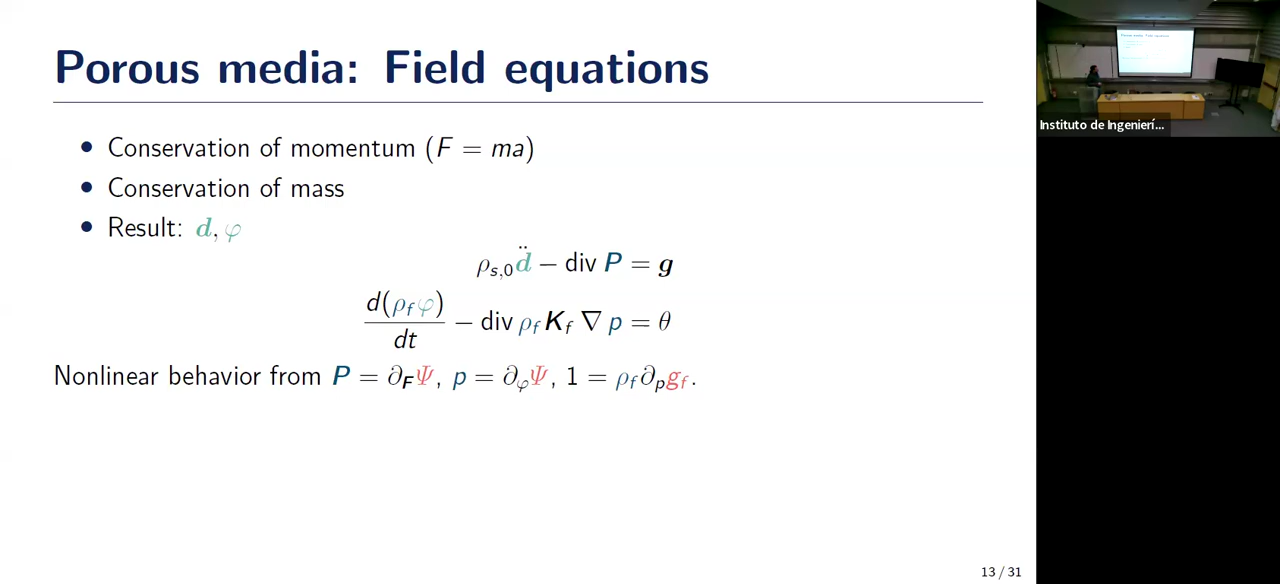 Porous media: Field equations
• Conservation of momentum (F = ma)
• Conservation of mass
• Result: d, φ
ρ_{s,0} d̈ − div P = g
d(ρ_f φ)/dt − div ρ_f K_f ∇ p = θ
Nonlinear behavior from P = ∂_F Ψ, p = ∂_φ Ψ, 1 = ρ_f ∂_p g_f.
13 / 31
Instituto de Ingenierí...